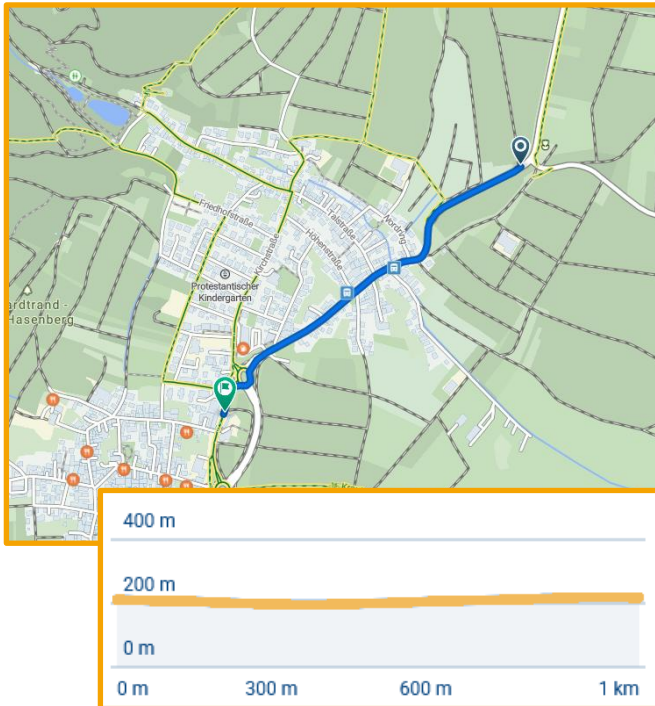 Friedhofstraße
Kirchstraße
Talstraße
Höhenstraße
Nordring
Protestantischer
Kindergarten
ardtrand -
Hasenberg
400 m
200 m
0 m
0 m
300 m
600 m
1 km